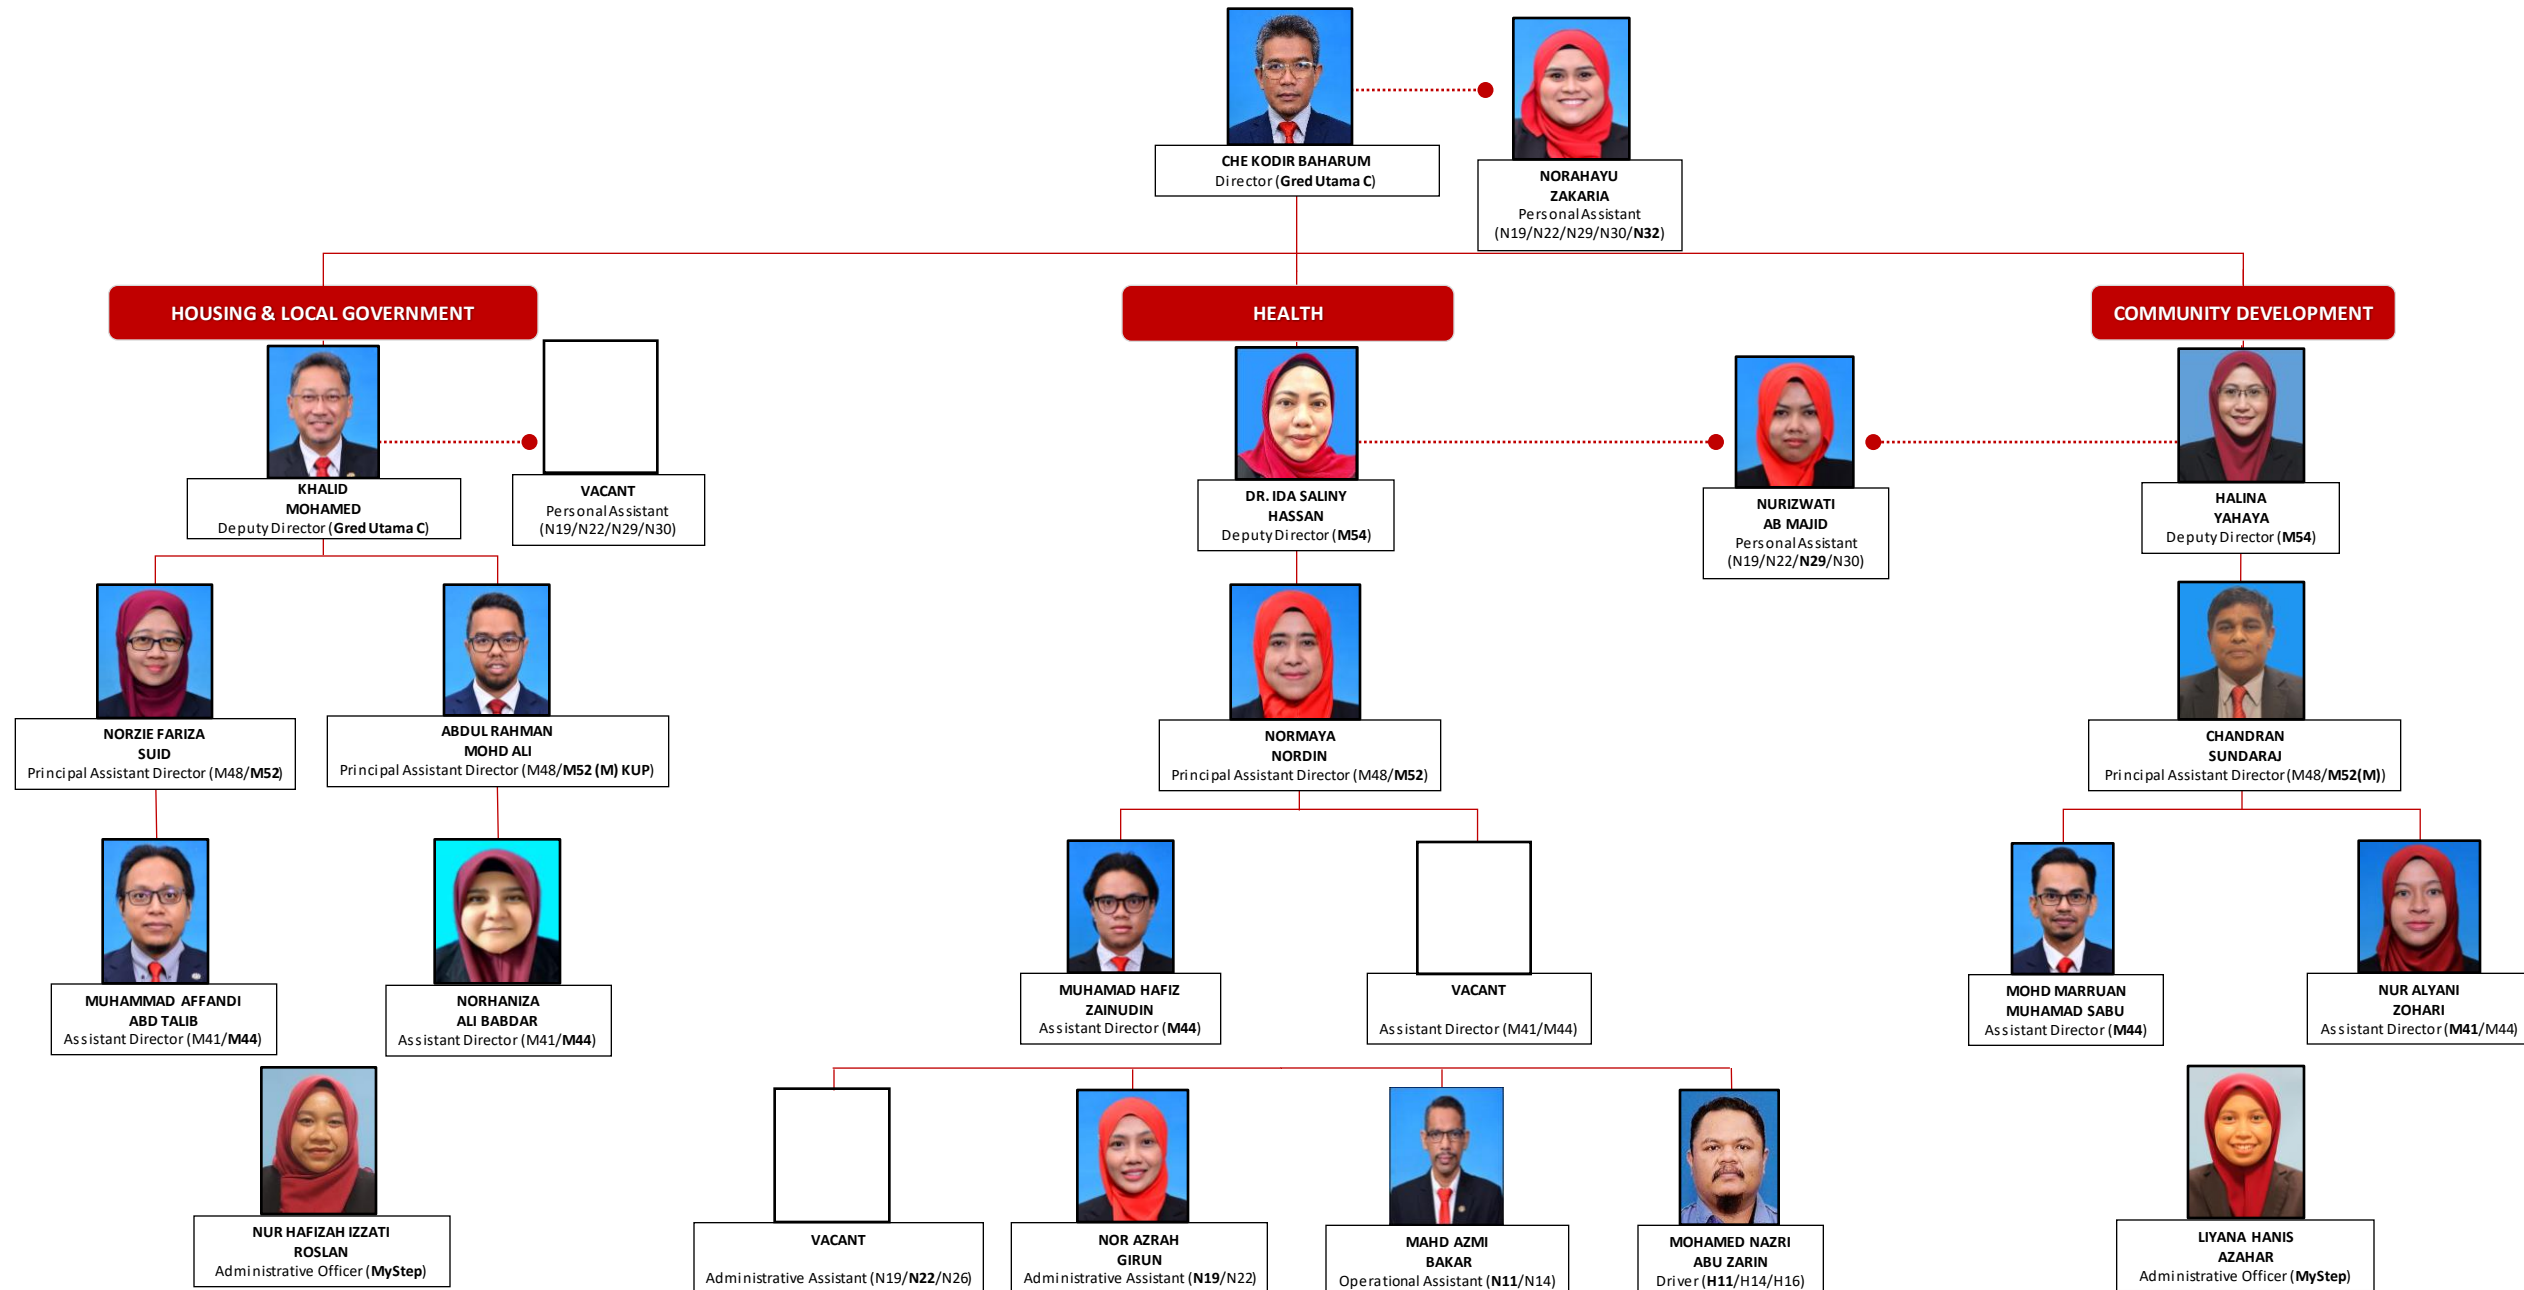 CHE KODIR BAHARUM
Director (Gred Utama C)
NORAHAYU
ZAKARIA
Personal Assistant
(N19/N22/N29/N30/N32)
HOUSING & LOCAL GOVERNMENT
HEALTH
COMMUNITY DEVELOPMENT
KHALID
MOHAMED
Deputy Director (Gred Utama C)
VACANT
Personal Assistant
(N19/N22/N29/N30)
DR. IDA SALINY
HASSAN
Deputy Director (M54)
NURIZWATI
AB MAJID
Personal Assistant
(N19/N22/N29/N30)
HALINA
YAHAYA
Deputy Director (M54)
NORZIE FARIZA
SUID
Principal Assistant Director (M48/M52)
ABDUL RAHMAN
MOHD ALI
Principal Assistant Director (M48/M52 (M) KUP)
NORMAYA
NORDIN
Principal Assistant Director (M48/M52)
CHANDRAN
SUNDARAJ
Principal Assistant Director(M48/M52(M))
MUHAMMAD AFFANDI
ABD TALIB
Assistant Director (M41/M44)
NORHANIZA
ALI BABDAR
Assistant Director (M41/M44)
MUHAMAD HAFIZ
ZAINUDIN
Assistant Director (M44)
VACANT
Assistant Director (M41/M44)
MOHD MARRUAN
MUHAMAD SABU
Assistant Director (M44)
NUR ALYANI
ZOHARI
Assistant Director (M41/M44)
NUR HAFIZAH IZZATI
ROSLAN
Administrative Officer (MyStep)
VACANT
Administrative Assistant (N19/N22/N26)
NOR AZRAH
GIRUN
Administrative Assistant (N19/N22)
MAHD AZMI
BAKAR
Operational Assistant (N11/N14)
MOHAMED NAZRI
ABU ZARIN
Driver (H11/H14/H16)
LIYANA HANIS
AZAHAR
Administrative Officer (MyStep)